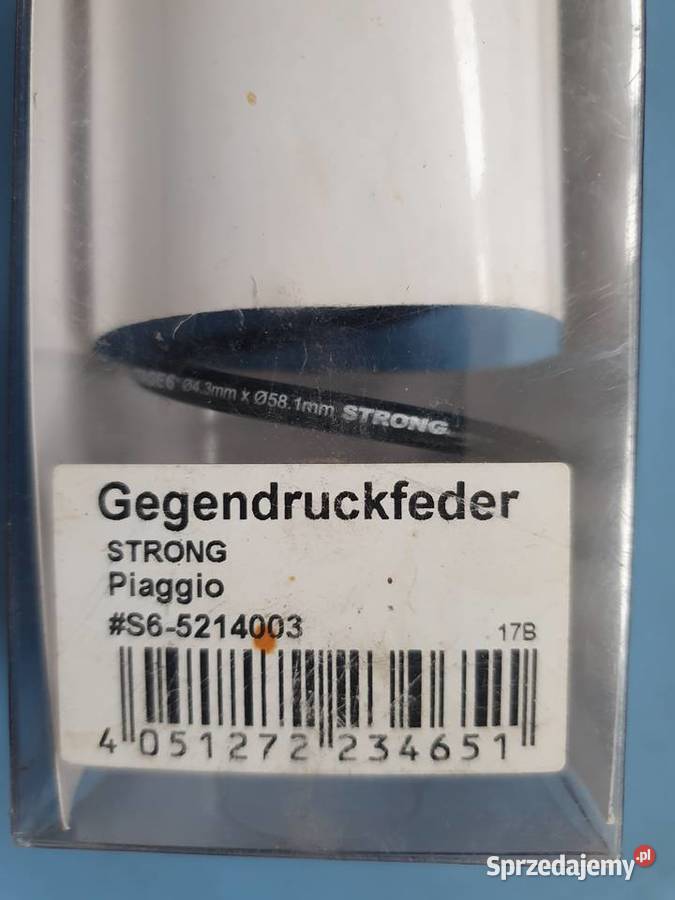 Ø4.3mm x Ø58.1mm STRONG
Gegendruckfeder
STRONG
Piaggio
#S6-5214003
17B
4 051272 234651
Sprzedajemy.pl